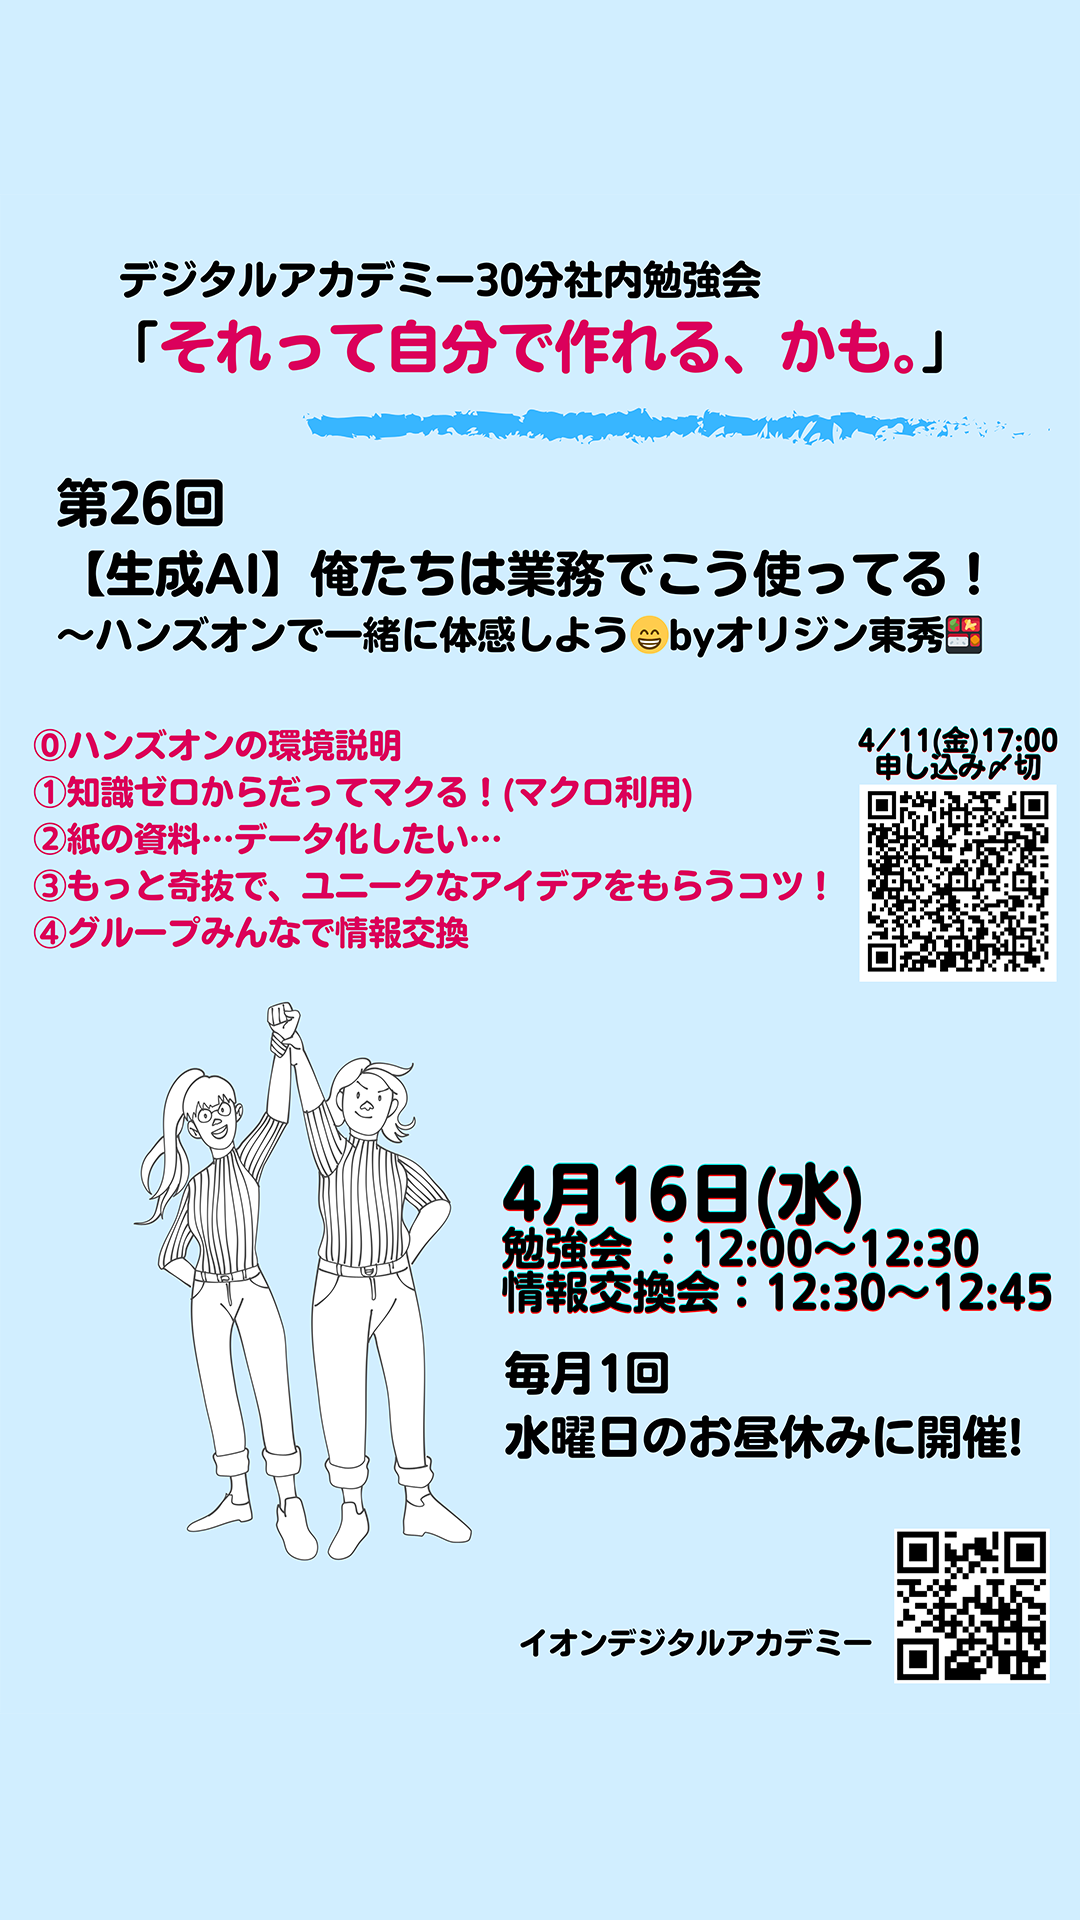 デジタルアカデミー30分社内勉強会
「それって自分で作れる、かも。」
第26回
【生成AI】俺たちは業務でこう使ってる！
～ハンズオンで一緒に体感しよう😁byオリジン東秀🍱
⓪ハンズオンの環境説明
①知識ゼロからだってマクる！(マクロ利用)
②紙の資料…データ化したい…
③もっと奇抜で、ユニークなアイデアをもらうコツ！
④グループみんなで情報交換
4/11(金)17:00
申し込み〆切
4月16日(水)
勉強会 ：12:00～12:30
情報交換会：12:30～12:45
毎月1回
水曜日のお昼休みに開催!
イオンデジタルアカデミー